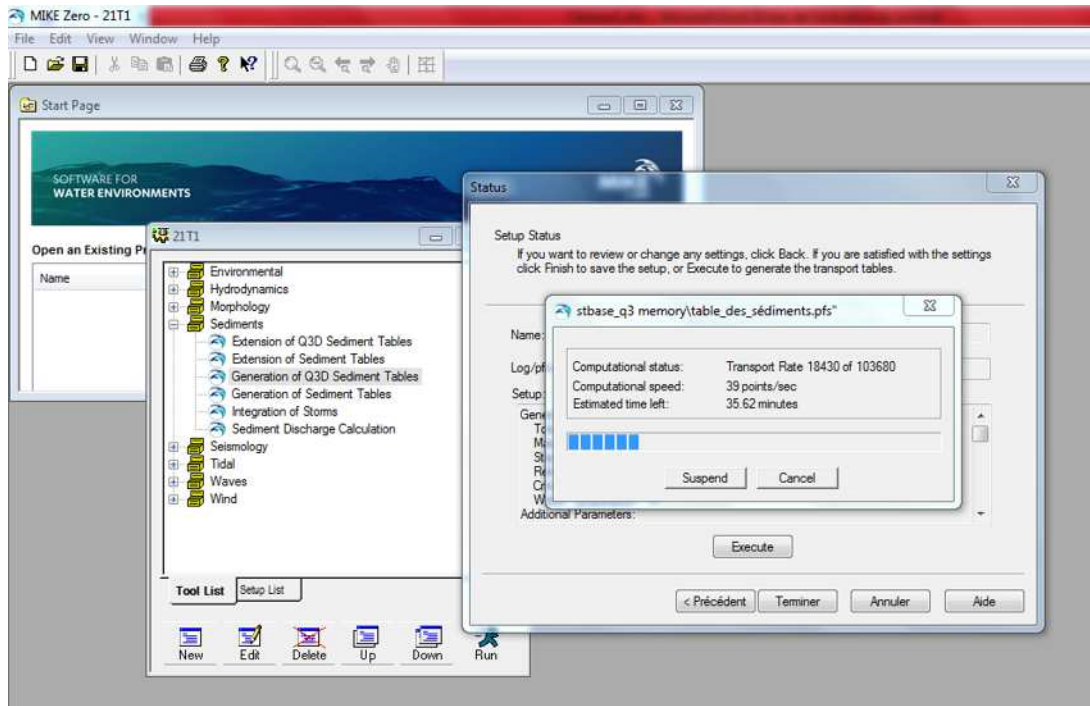 MIKE Zero - 21T1
File Edit View Window Help
Start Page
SOFTWARE FOR
WATER ENVIRONMENTS
Open an Existing Pr
Name
21T1
Environmental
Hydrodynamics
Morphology
Sediments
Extension of Q3D Sediment Tables
Extension of Sediment Tables
Generation of Q3D Sediment Tables
Generation of Sediment Tables
Integration of Storms
Sediment Discharge Calculation
Seismology
Tidal
Waves
Wind
Tool List Setup List
New Edit Delete Up Down Run
Status
Setup Status
If you want to review or change any settings, click Back. If you are satisfied with the settings
click Finish to save the setup, or Execute to generate the transport tables.
Name:
Log/pf
Setup:
Gene
To
M
St
Re
Cr
W
Additional Parameters:
stbase_q3 memory\table_des_sédiments.pfs"
Computational status: Transport Rate 18430 of 103680
Computational speed: 39 points/sec
Estimated time left: 35.62 minutes
Suspend Cancel
Execute
< Précédent Terminer Annuler Aide